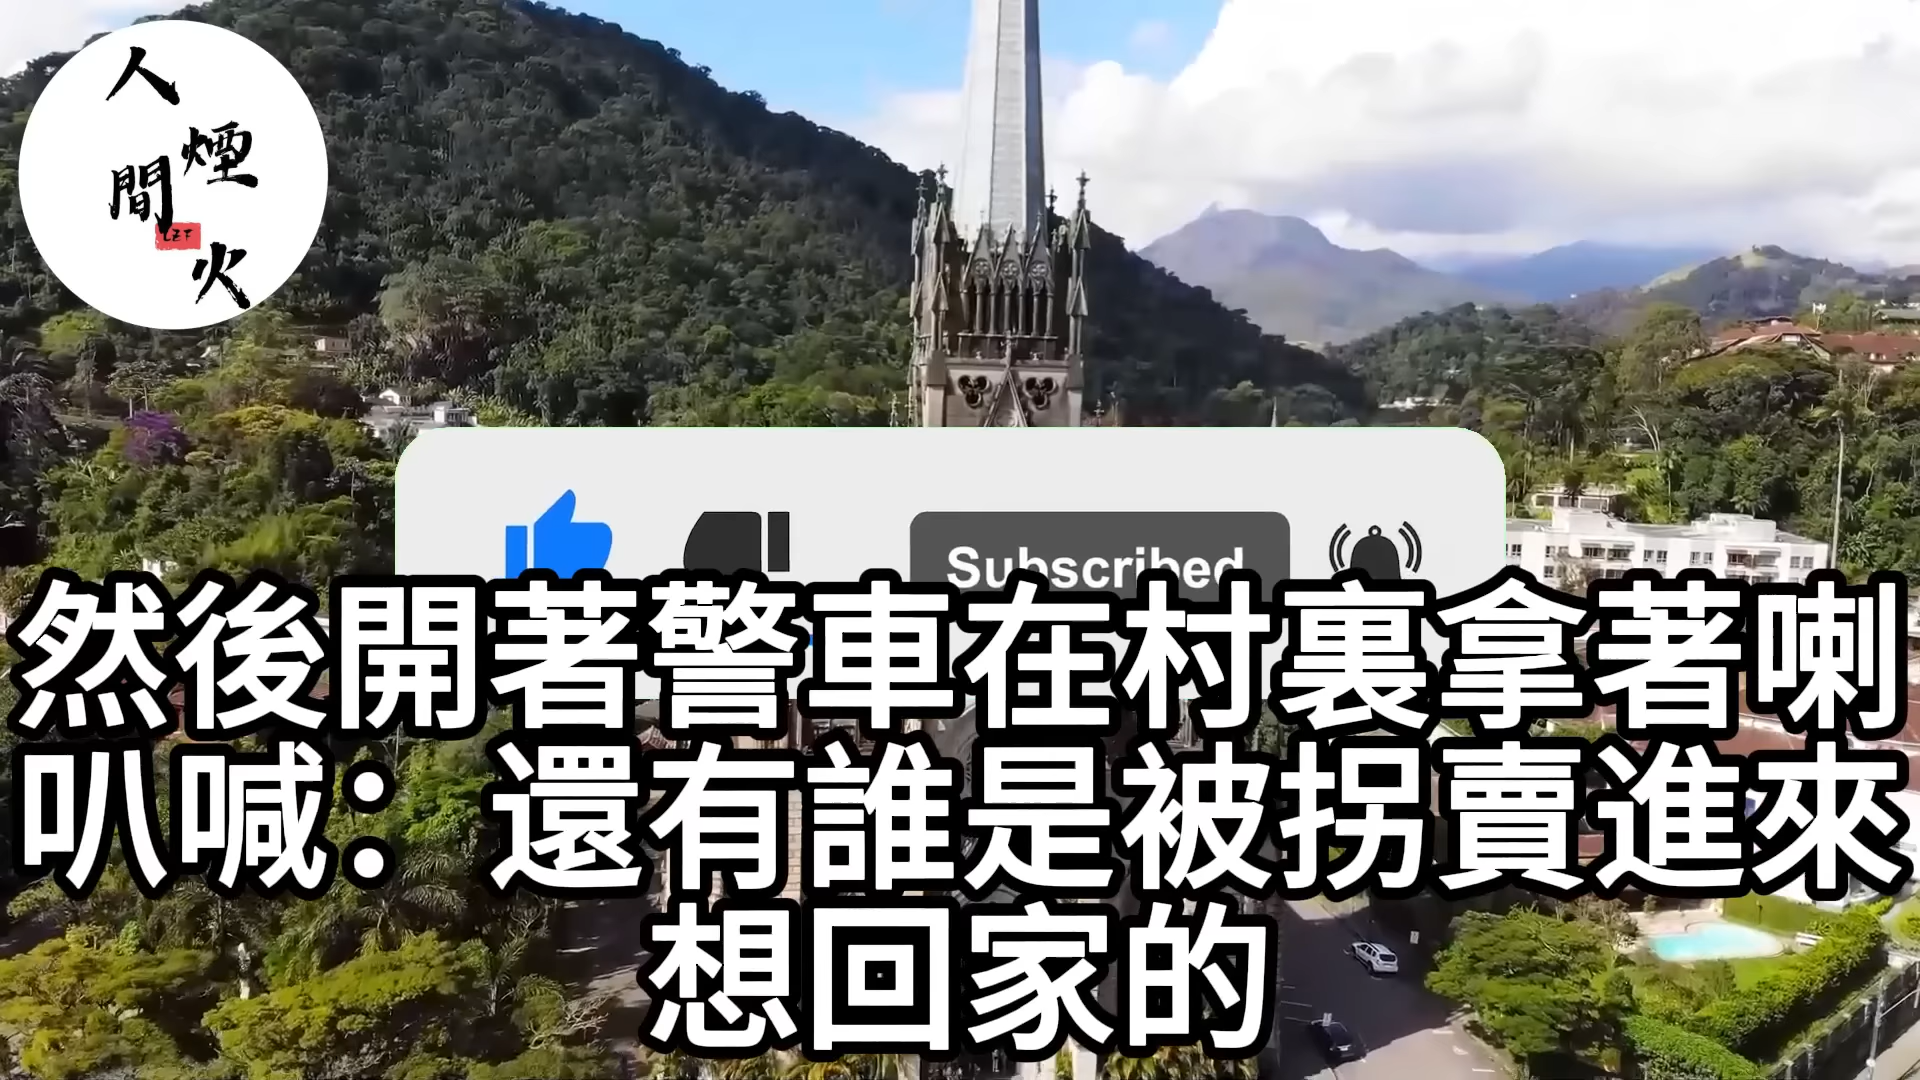 人間煙火
LZF
Subscribed
然後開著警車在村裏拿著喇
叭喊：還有誰是被拐賣進來
想回家的